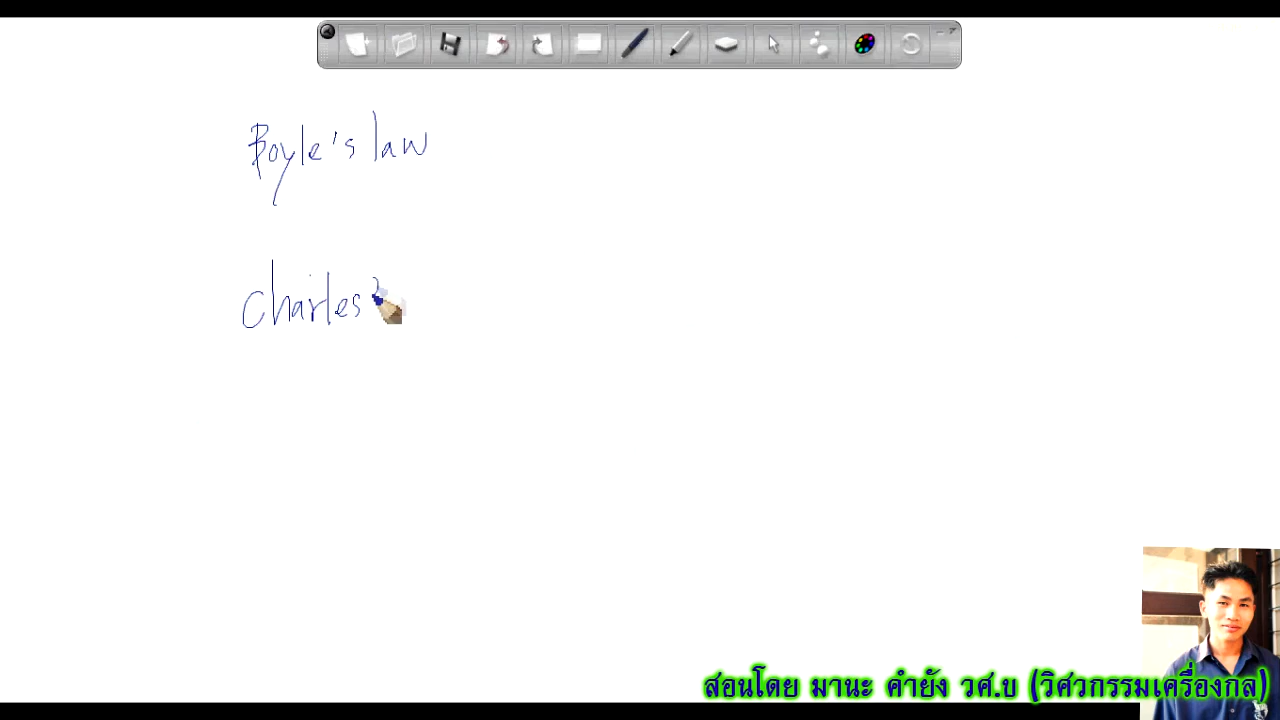 Boyle's law
Charles'
สอนโดย มานะ คำยัง วศ.บ (วิศวกรรมเครื่องกล)